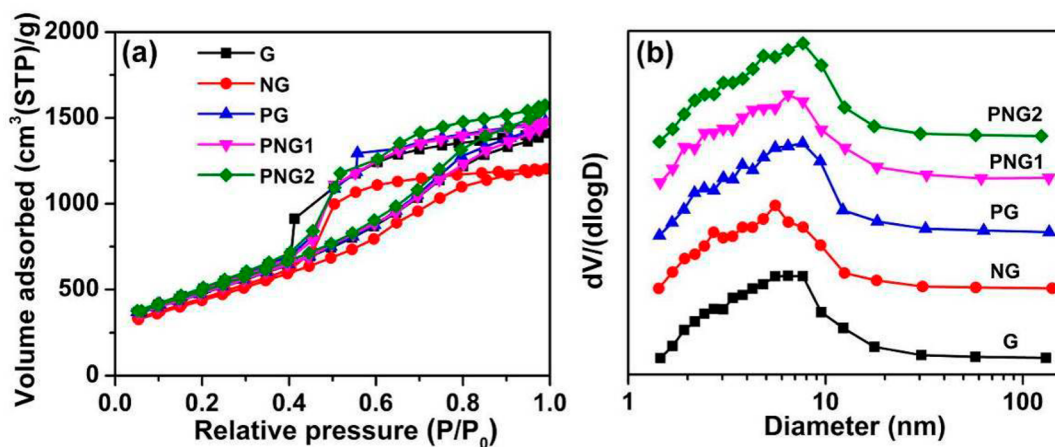 (a)
G
NG
PG
PNG1
PNG2
Volume adsorbed (cm³(STP)/g)
2000
1500
1000
500
0
0.0 0.2 0.4 0.6 0.8 1.0
Relative pressure (P/P₀)
(b)
PNG2
PNG1
PG
NG
G
dV/(dlogD)
1 10 100
Diameter (nm)